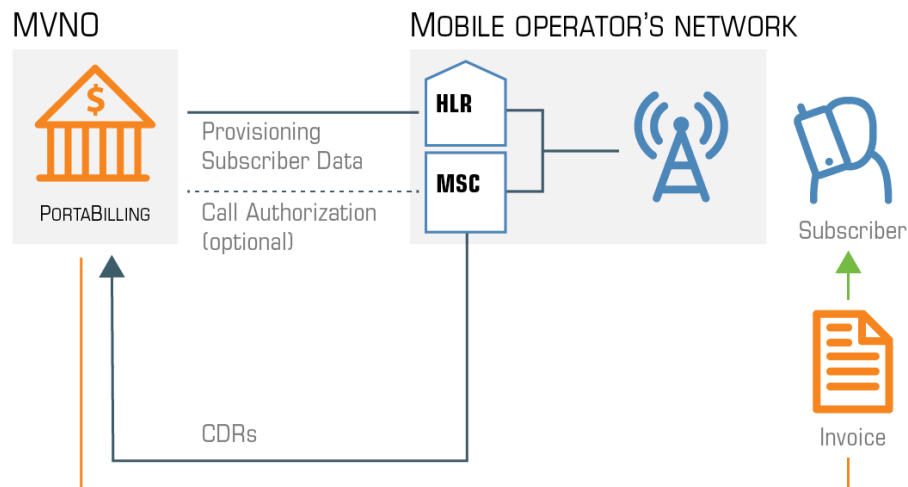 MVNO
MOBILE OPERATOR'S NETWORK
$
HLR
Provisioning
Subscriber Data
MSC
PORTABILLING
Call Authorization
(optional)
Subscriber
CDRs
Invoice